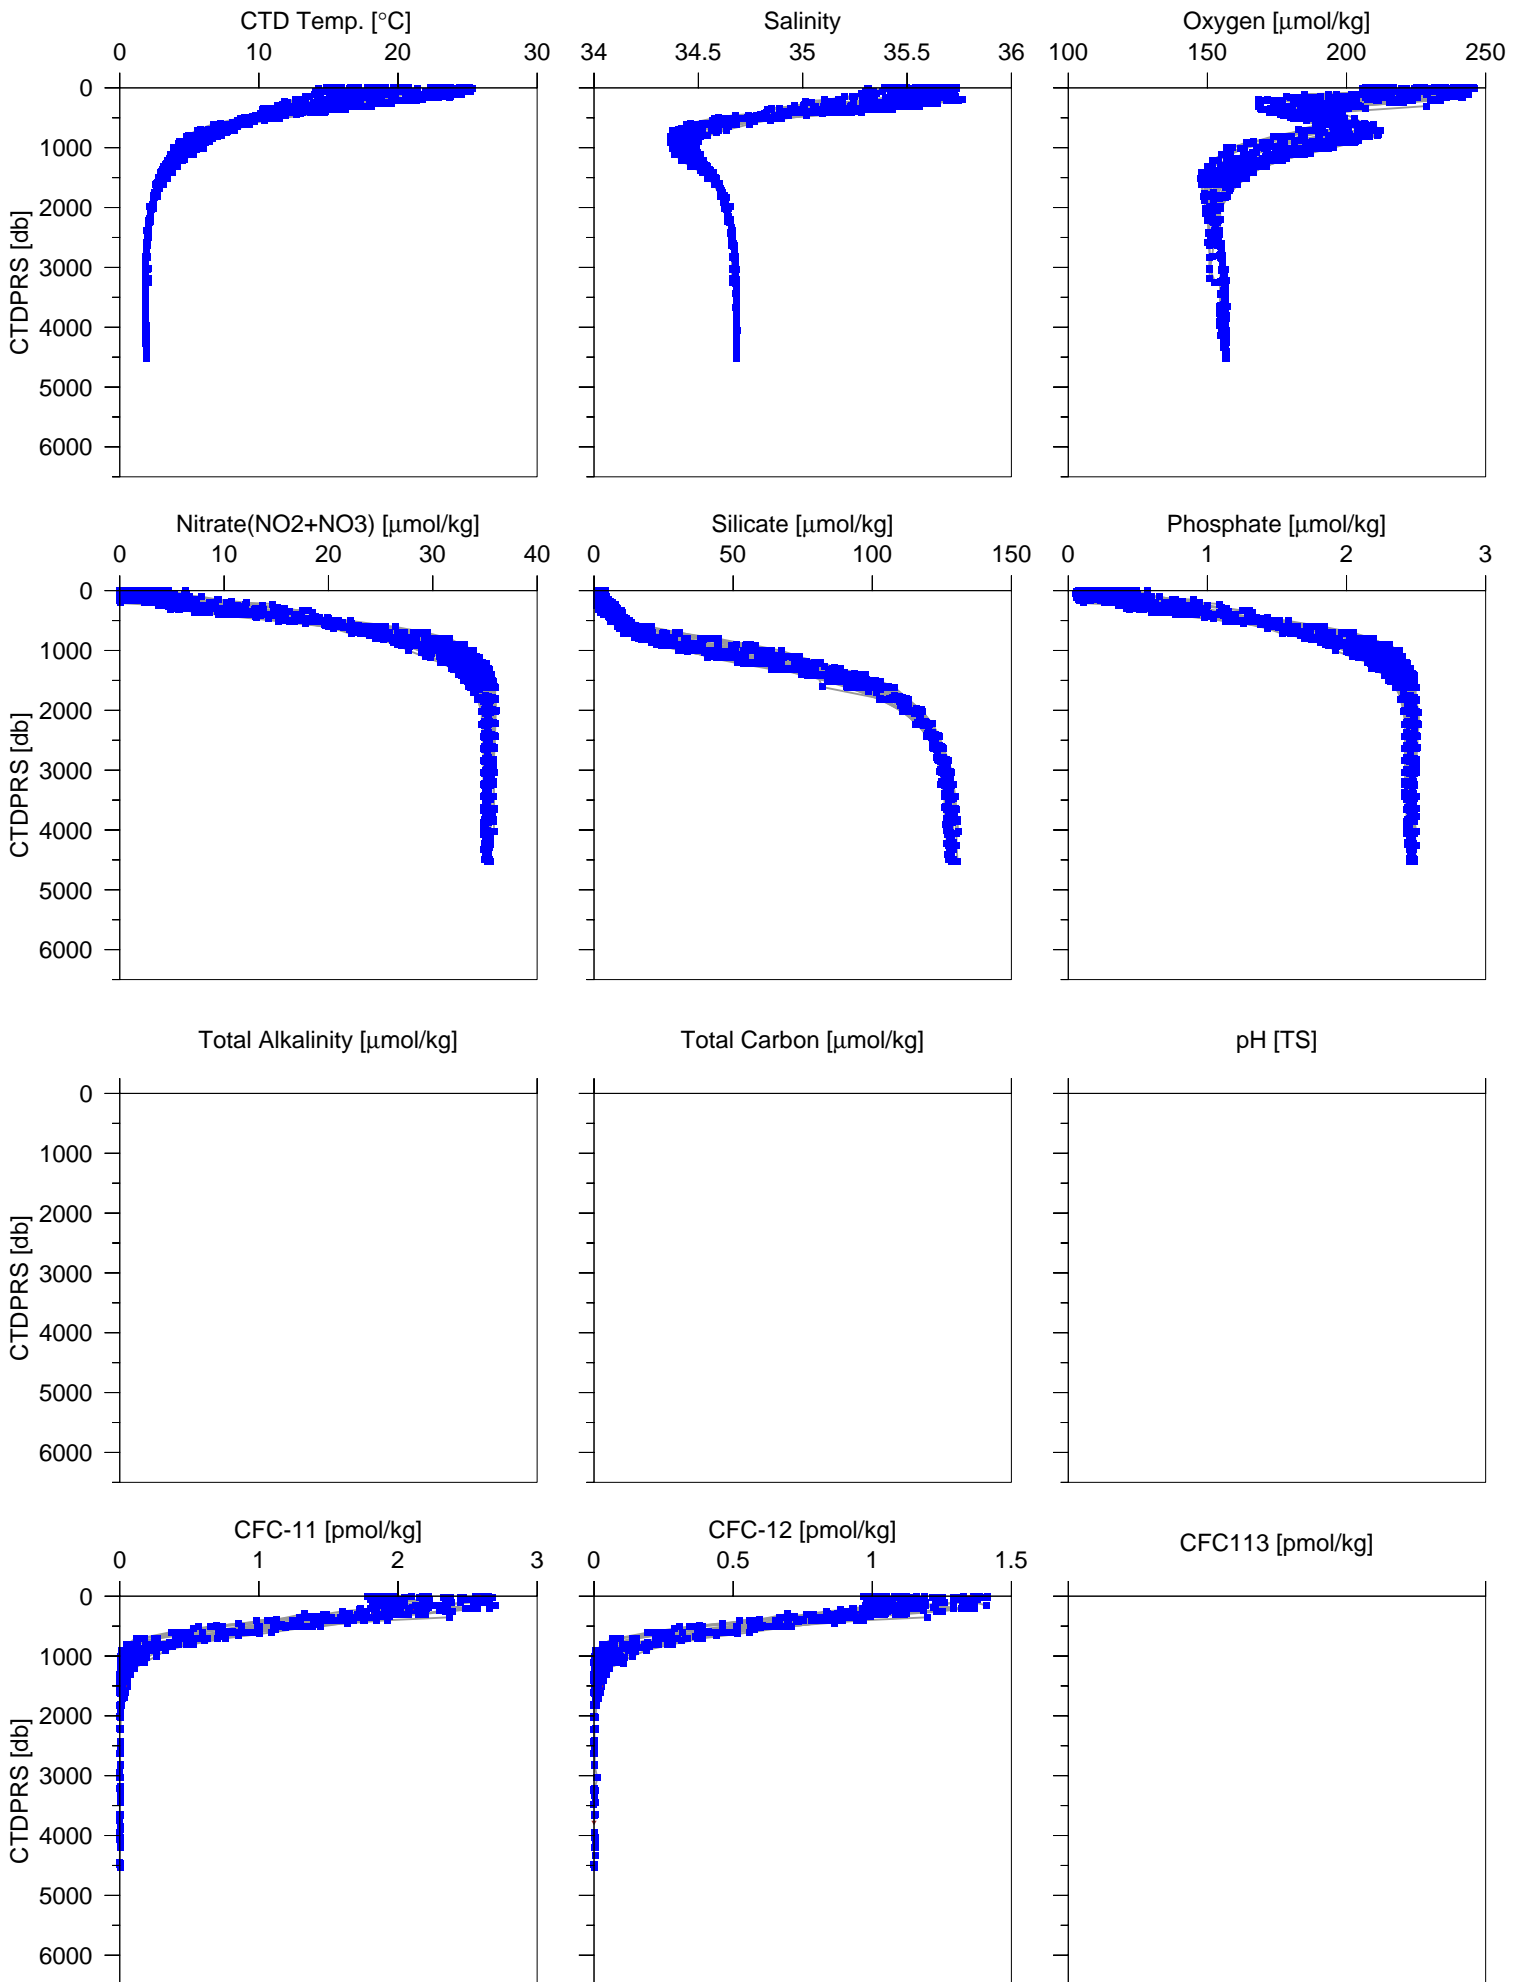 CTD Temp. [°C] Salinity Oxygen [μmol/kg]
0 10 20 30 34 34.5 35 35.5 36 100 150 200 250
0
1000
2000
3000
4000
5000
6000
CTDPRS [db]
Nitrate(NO2+NO3) [μmol/kg] Silicate [μmol/kg] Phosphate [μmol/kg]
0 10 20 30 40 0 50 100 150 0 1 2 3
0
1000
2000
3000
4000
5000
6000
CTDPRS [db]
Total Alkalinity [μmol/kg] Total Carbon [μmol/kg] pH [TS]
0
1000
2000
3000
4000
5000
6000
CTDPRS [db]
CFC-11 [pmol/kg] CFC-12 [pmol/kg] CFC113 [pmol/kg]
0 1 2 3 0 0.5 1 1.5
0
1000
2000
3000
4000
5000
6000
CTDPRS [db]